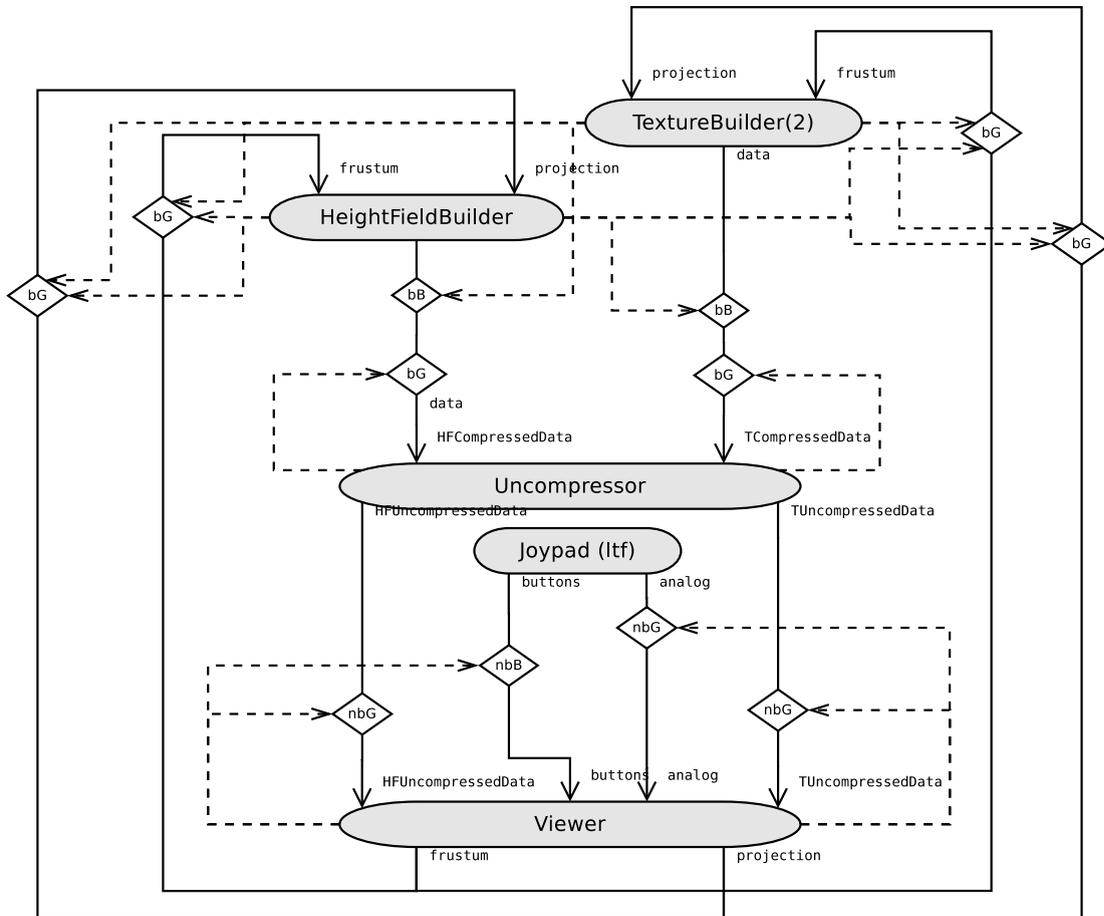 projection
frustum
TextureBuilder(2)
bG
data
frustum
projection
HeightFieldBuilder
bG
bG
bG
bB
bB
bG
bG
data
HFCompressedData
TCompressedData
Uncompressor
HFUncompressedData
TUncompressedData
Joypad (ltf)
buttons
analog
nbG
nbB
nbG
nbG
buttons
analog
HFUncompressedData
TUncompressedData
Viewer
frustum
projection